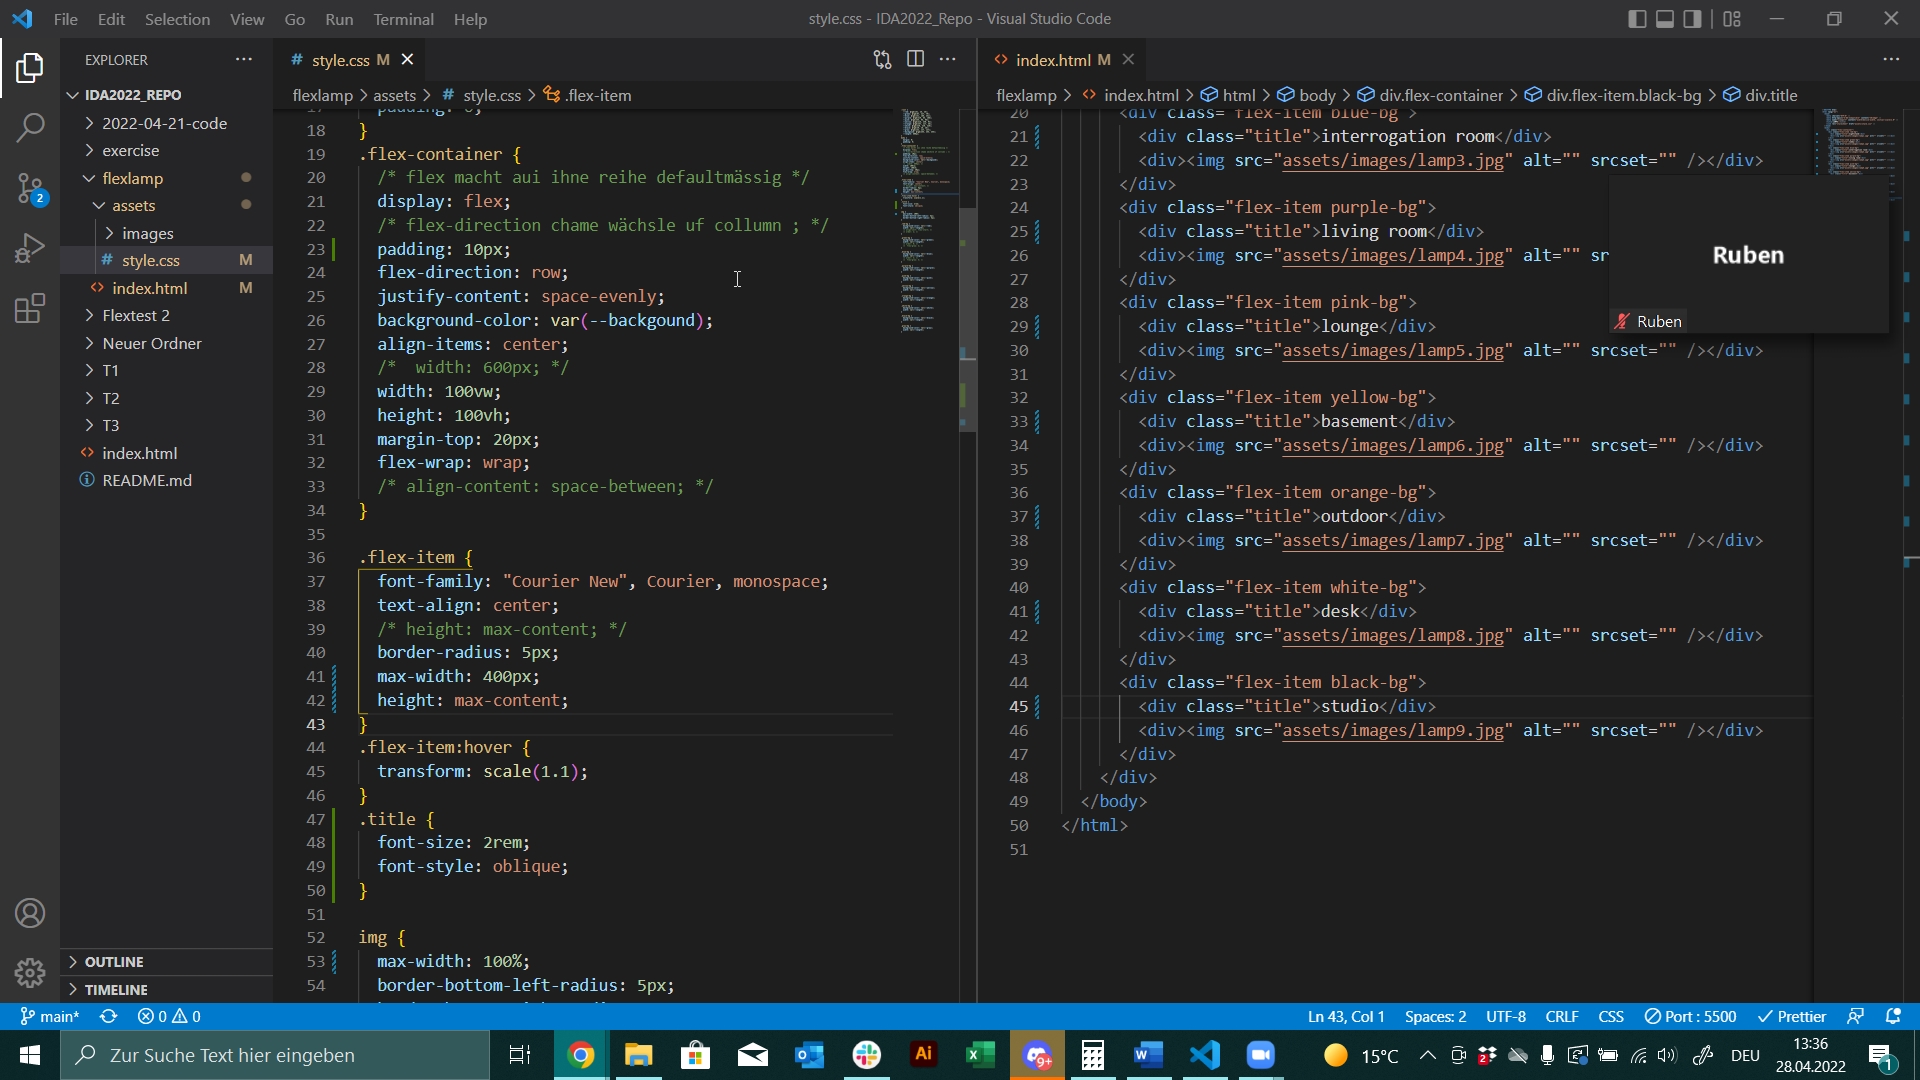 File Edit Selection View Go Run Terminal Help
style.css - IDA2022_Repo - Visual Studio Code
EXPLORER
IDA2022_REPO
2022-04-21-code
exercise
flexlamp
assets
images
# style.css M
<> index.html M
Flextest 2
Neuer Ordner
T1
T2
T3
<> index.html
README.md
OUTLINE
TIMELINE
2
# style.css M
flexlamp > assets > # style.css > .flex-item
18 }
19 .flex-container {
20 /* flex macht aui ihne reihe defaultmässig */
21 display: flex;
22 /* flex-direction chame wächsle uf collumn ; */
23 padding: 10px;
24 flex-direction: row;
25 justify-content: space-evenly;
26 background-color: var(--backgound);
27 align-items: center;
28 /*  width: 600px; */
29 width: 100vw;
30 height: 100vh;
31 margin-top: 20px;
32 flex-wrap: wrap;
33 /* align-content: space-between; */
34 }
35
36 .flex-item {
37 font-family: "Courier New", Courier, monospace;
38 text-align: center;
39 /* height: max-content; */
40 border-radius: 5px;
41 max-width: 400px;
42 height: max-content;
43 }
44 .flex-item:hover {
45 transform: scale(1.1);
46 }
47 .title {
48 font-size: 2rem;
49 font-style: oblique;
50 }
51
52 img {
53 max-width: 100%;
54 border-bottom-left-radius: 5px;
<> index.html M
flexlamp > <> index.html > html > body > div.flex-container > div.flex-item.black-bg > div.title
20 <div class="flex-item blue-bg">
21 <div class="title">interrogation room</div>
22 <div><img src="assets/images/lamp3.jpg" alt="" srcset="" /></div>
23 </div>
24 <div class="flex-item purple-bg">
25 <div class="title">living room</div>
26 <div><img src="assets/images/lamp4.jpg" alt="" sr
27 </div>
28 <div class="flex-item pink-bg">
29 <div class="title">lounge</div>
30 <div><img src="assets/images/lamp5.jpg" alt="" srcset="" /></div>
31 </div>
32 <div class="flex-item yellow-bg">
33 <div class="title">basement</div>
34 <div><img src="assets/images/lamp6.jpg" alt="" srcset="" /></div>
35 </div>
36 <div class="flex-item orange-bg">
37 <div class="title">outdoor</div>
38 <div><img src="assets/images/lamp7.jpg" alt="" srcset="" /></div>
39 </div>
40 <div class="flex-item white-bg">
41 <div class="title">desk</div>
42 <div><img src="assets/images/lamp8.jpg" alt="" srcset="" /></div>
43 </div>
44 <div class="flex-item black-bg">
45 <div class="title">studio</div>
46 <div><img src="assets/images/lamp9.jpg" alt="" srcset="" /></div>
47 </div>
48 </div>
49 </body>
50 </html>
51
Ruben
Ruben
main* 0 0
Ln 43, Col 1 Spaces: 2 UTF-8 CRLF CSS Port : 5500 Prettier
Zur Suche Text hier eingeben
Ai
9+
15°C
2
DEU
13:36
28.04.2022
1